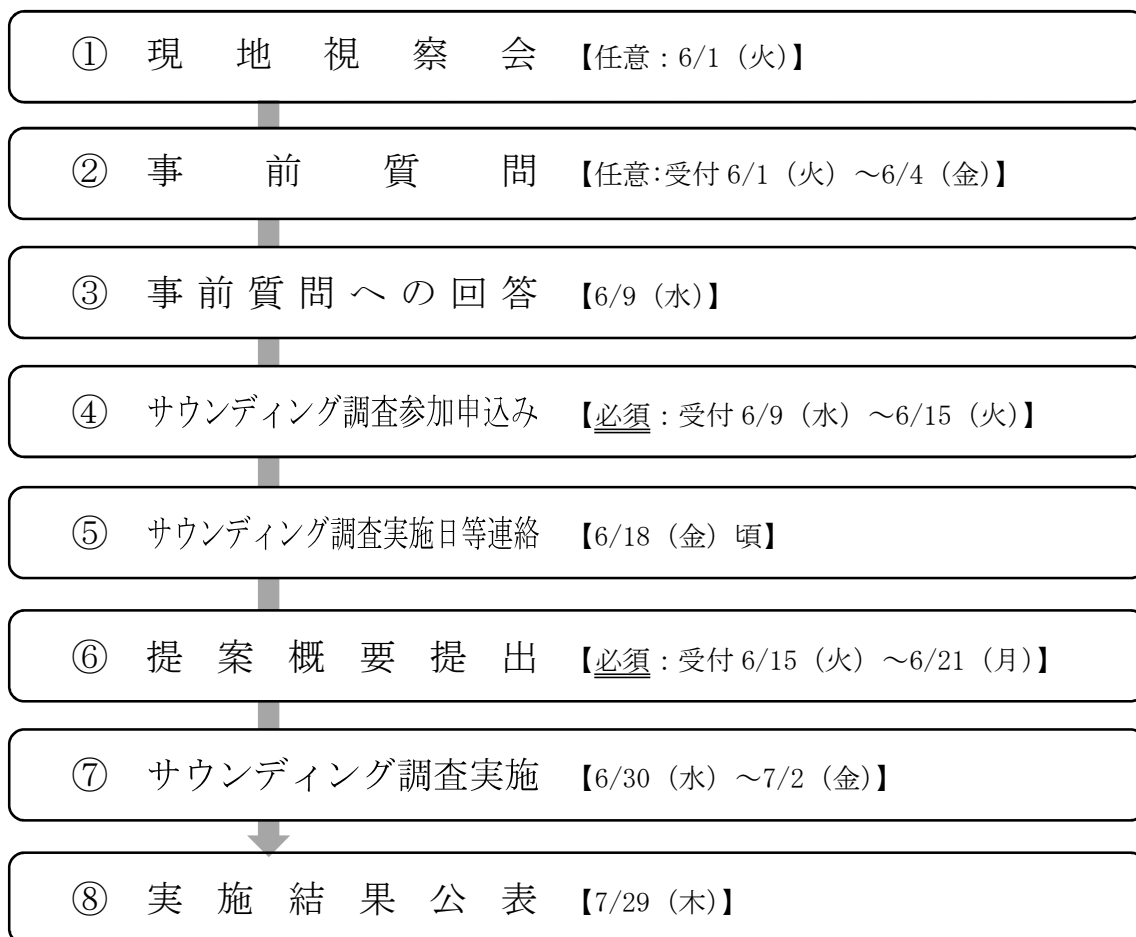 ① 現地視察会 【任意：6/1（火）】
② 事前質問 【任意：受付 6/1（火）～6/4（金）】
③ 事前質問への回答 【6/9（水）】
④ サウンディング調査参加申込み 【必須：受付 6/9（水）～6/15（火）】
⑤ サウンディング調査実施日等連絡 【6/18（金）頃】
⑥ 提案概要提出 【必須：受付 6/15（火）～6/21（月）】
⑦ サウンディング調査実施 【6/30（水）～7/2（金）】
⑧ 実施結果公表 【7/29（木）】